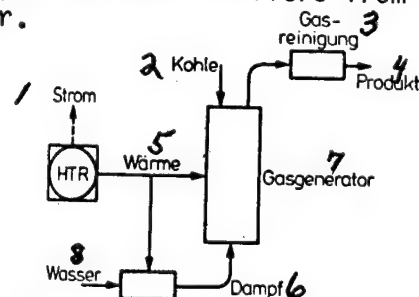 r.
Gas-
reinigung 3
2 Kohle
4
Produkt
1
Strom
5
Wärme
HTR
7
Gasgenerator
8
Wasser
Dampf 6